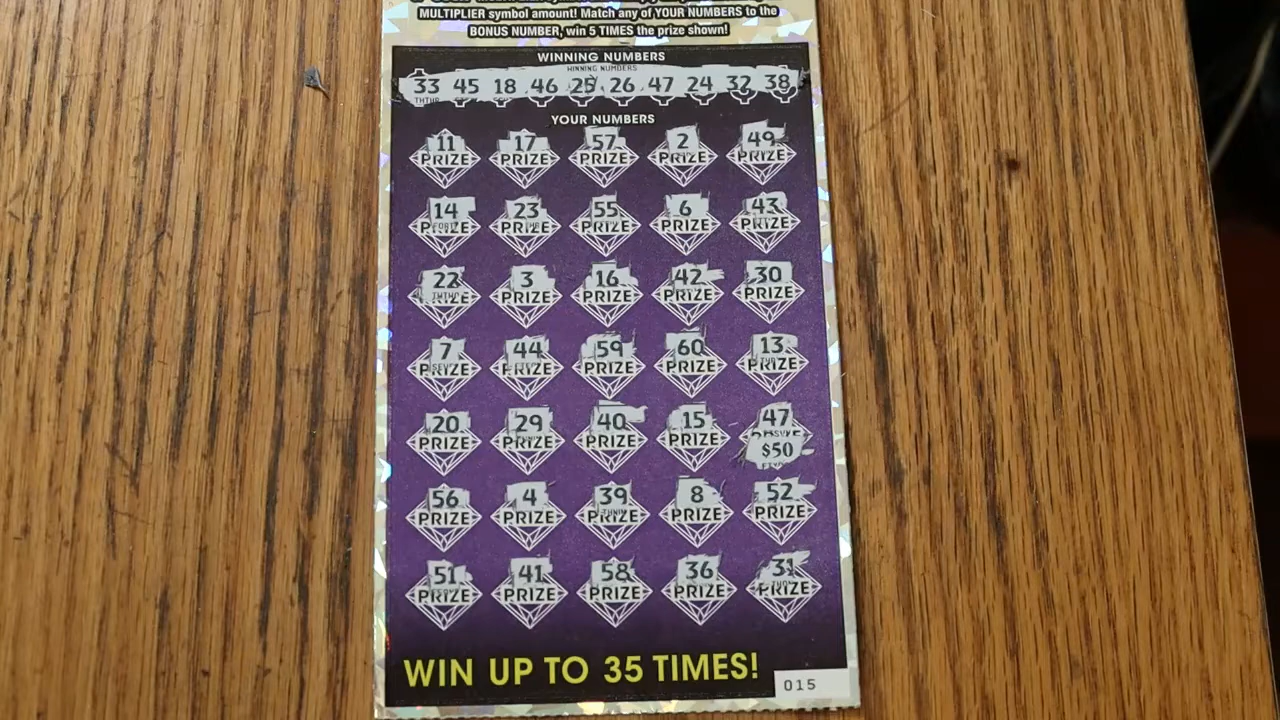 MULTIPLIER symbol amount! Match any of YOUR NUMBERS to the
BONUS NUMBER, win 5 TIMES the prize shown!
WINNING NUMBERS
WINNING NUMBERS
33 45 18 46 25 26 47 24 32 38
YOUR NUMBERS
11 17 57 2 49
PRIZE PRIZE PRIZE PRIZE PRIZE
14 23 55 6 43
PRIZE PRIZE PRIZE PRIZE PRIZE
22 3 16 42 30
PRIZE PRIZE PRIZE PRIZE PRIZE
7 44 59 60 13
PRIZE PRIZE PRIZE PRIZE PRIZE
20 29 40 15 47
PRIZE PRIZE PRIZE PRIZE $50
56 4 39 8 52
PRIZE PRIZE PRIZE PRIZE PRIZE
51 41 58 36 31
PRIZE PRIZE PRIZE PRIZE PRIZE
WIN UP TO 35 TIMES!
015